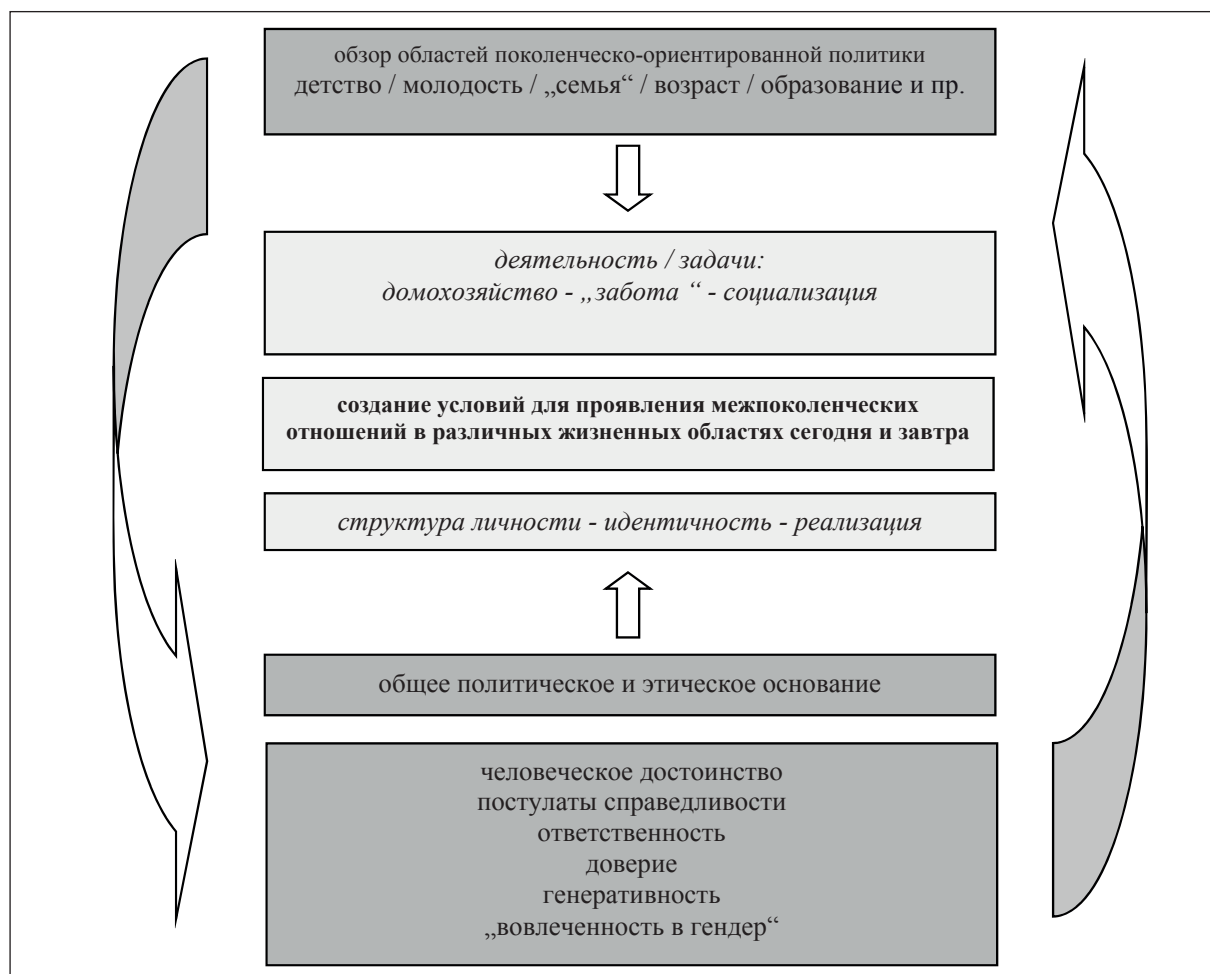 обзор областей поколенческо-ориентированной политики
детство / молодость / „семья“ / возраст / образование и пр.
деятельность / задачи:
домохозяйство - „забота “ - социализация
создание условий для проявления межпоколенческих
отношений в различных жизненных областях сегодня и завтра
структура личности - идентичность - реализация
общее политическое и этическое основание
человеческое достоинство
постулаты справедливости
ответственность
доверие
генеративность
„вовлеченность в гендер“